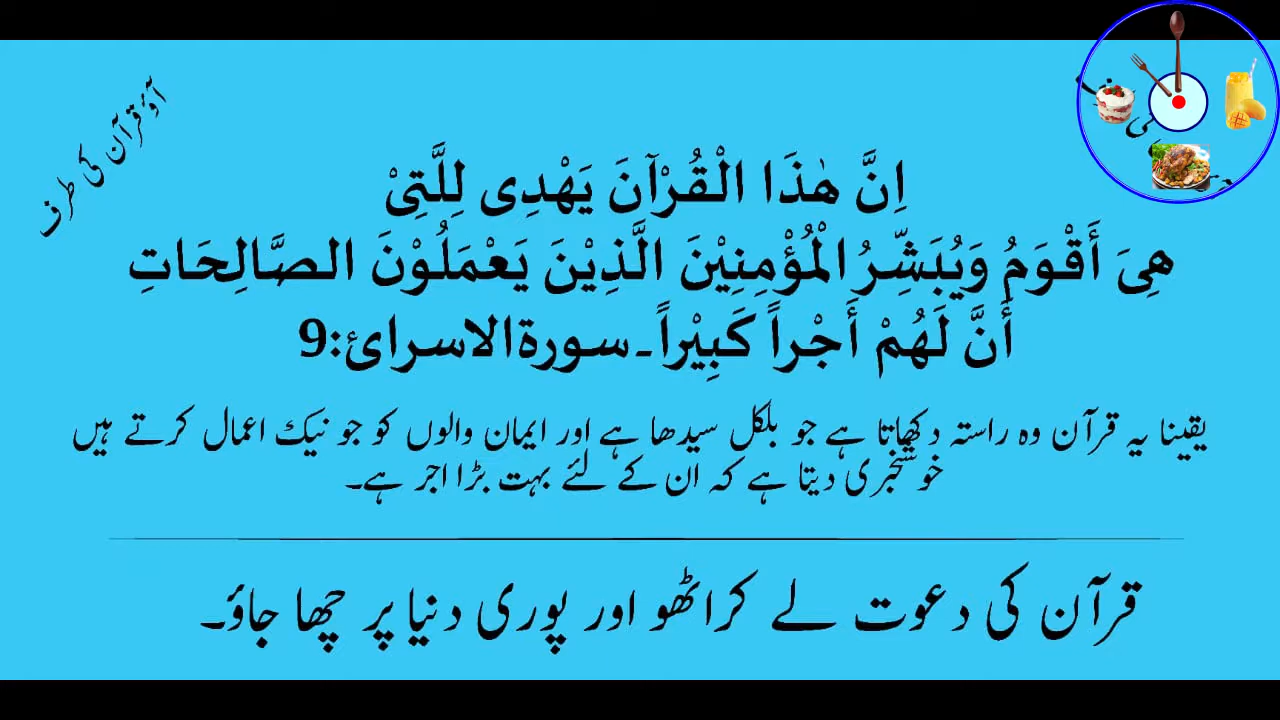 آؤ قرآن کی طرف
اِنَّ هٰذَا الْقُرْآنَ يَهْدِی لِلَّتِیْ
هِیَ أَقْوَمُ وَيُبَشِّرُ الْمُؤْمِنِيْنَ الَّذِيْنَ يَعْمَلُوْنَ الصَّالِحَاتِ
أَنَّ لَهُمْ أَجْراً كَبِيْراً۔سورۃالاسرائ:9
یقینا یہ قرآن وہ راستہ دکھاتا ہے جو بلکل سیدھا ہے اور ایمان والوں کو جو نیک اعمال کرتے ہیں
خوشخبری دیتا ہے کہ ان کے لئے بہت بڑا اجر ہے۔
قرآن کی دعوت لے کراٹھو اور پوری دنیا پر چھا جاؤ۔